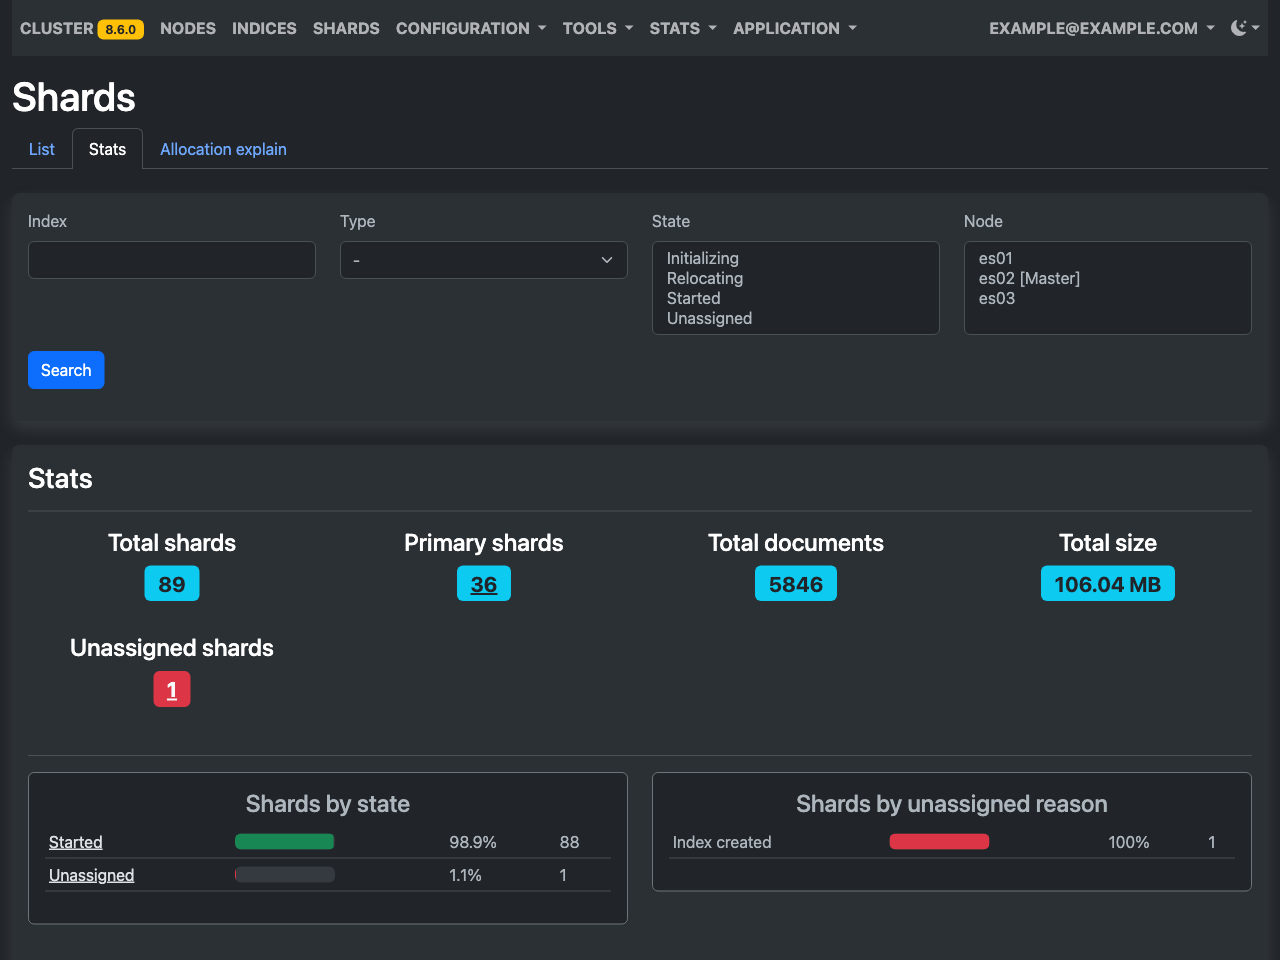 CLUSTER 8.6.0 NODES INDICES SHARDS CONFIGURATION TOOLS STATS APPLICATION EXAMPLE@EXAMPLE.COM
Shards
List Stats Allocation explain
Index Type State Node
-
Initializing
Relocating
Started
Unassigned
es01
es02 [Master]
es03
Search
Stats
Total shards Primary shards Total documents Total size
89 36 5846 106.04 MB
Unassigned shards
1
Shards by state
Started 98.9% 88
Unassigned 1.1% 1
Shards by unassigned reason
Index created 100% 1